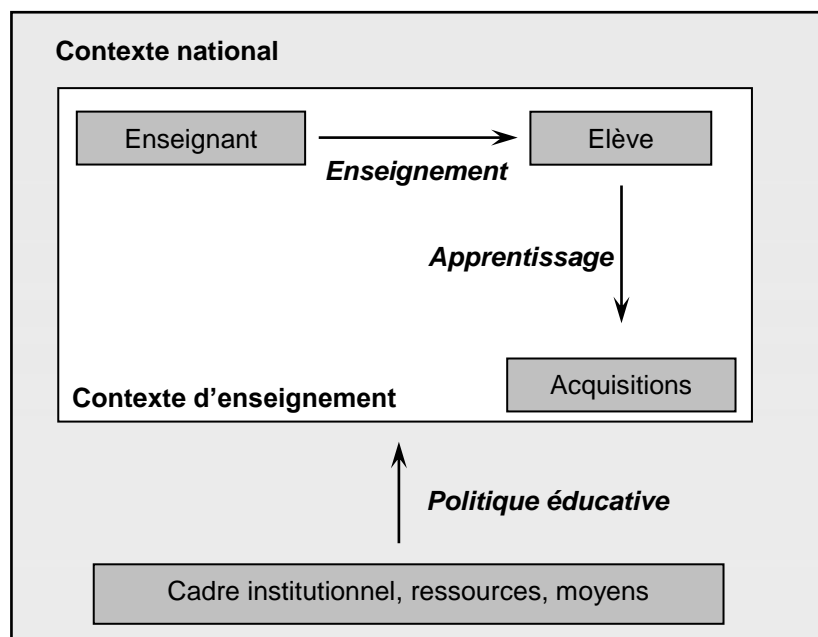 Contexte national
Enseignant
Elève
Enseignement
Apprentissage
Acquisitions
Contexte d’enseignement
Politique éducative
Cadre institutionnel, ressources, moyens